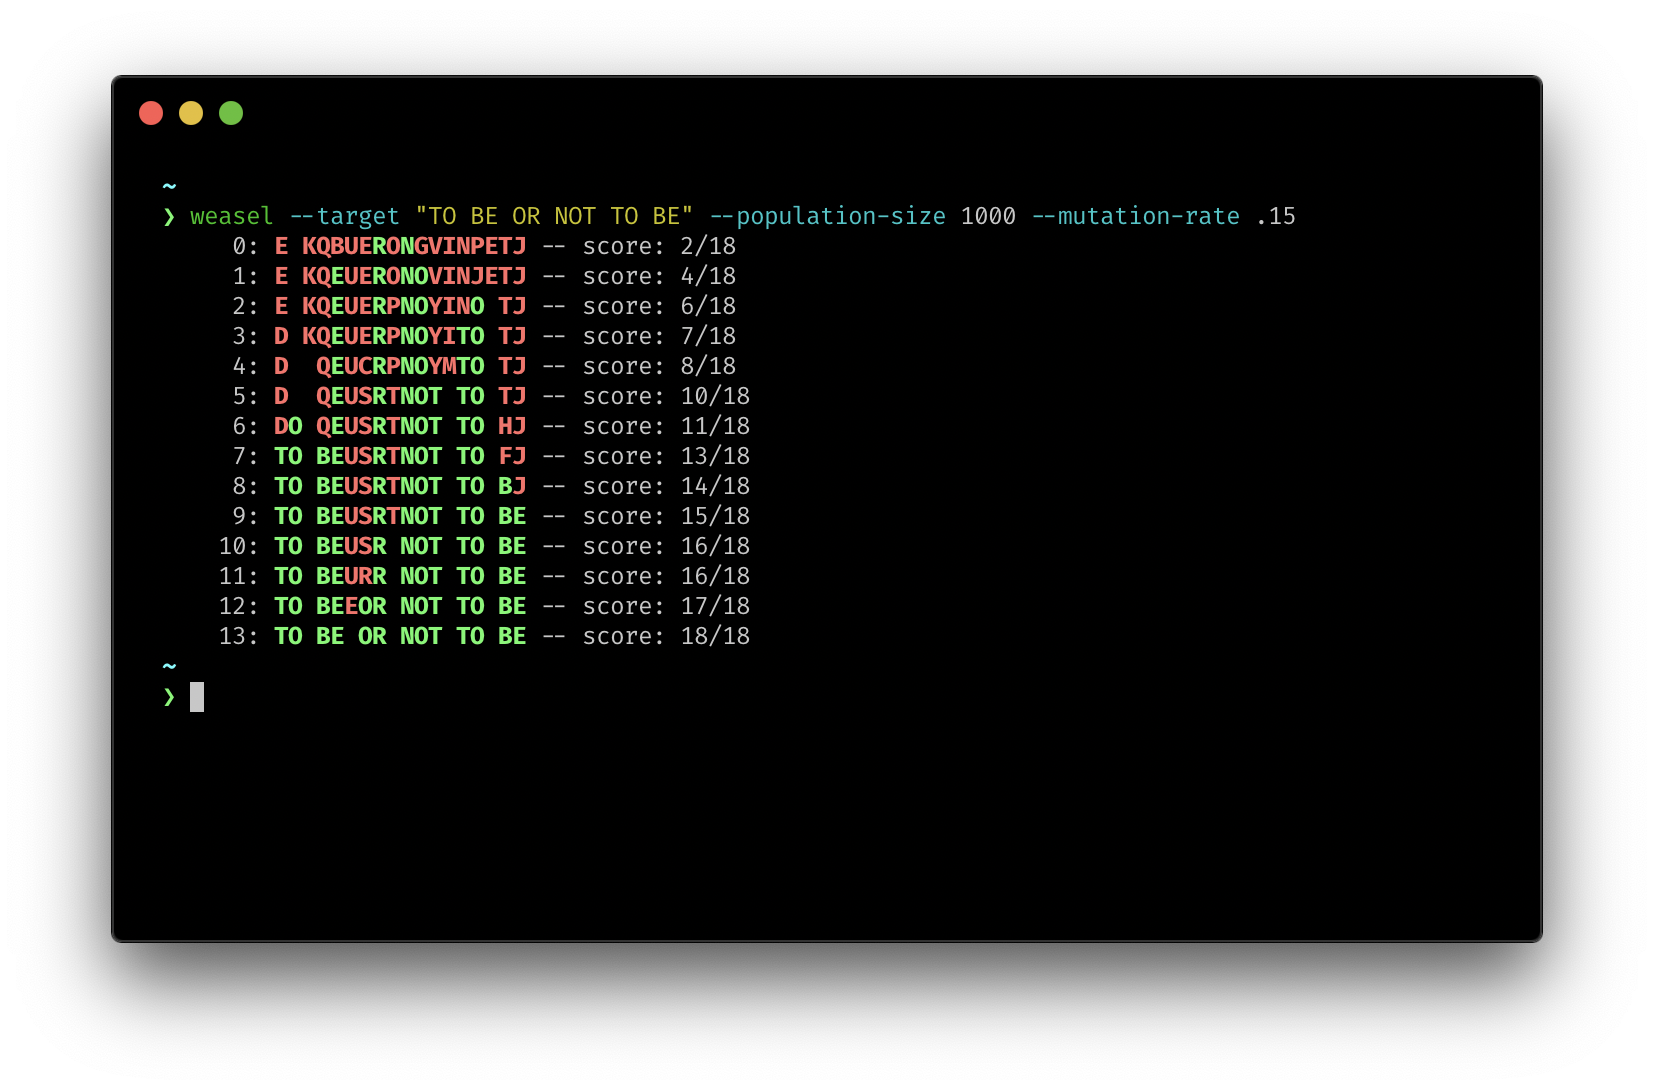 ~
❯ weasel --target "TO BE OR NOT TO BE" --population-size 1000 --mutation-rate .15
0: E KQBUERONGVINPETJ -- score: 2/18
1: E KQEUERONOVINJETJ -- score: 4/18
2: E KQEUERPNOYINO TJ -- score: 6/18
3: D KQEUERPNOYITO TJ -- score: 7/18
4: D  QEUCRPNOYMTO TJ -- score: 8/18
5: D  QEUSRTNOT TO TJ -- score: 10/18
6: DO QEUSRTNOT TO HJ -- score: 11/18
7: TO BEUSRTNOT TO FJ -- score: 13/18
8: TO BEUSRTNOT TO BJ -- score: 14/18
9: TO BEUSRTNOT TO BE -- score: 15/18
10: TO BEUSR NOT TO BE -- score: 16/18
11: TO BEURR NOT TO BE -- score: 16/18
12: TO BEEOR NOT TO BE -- score: 17/18
13: TO BE OR NOT TO BE -- score: 18/18
~
❯